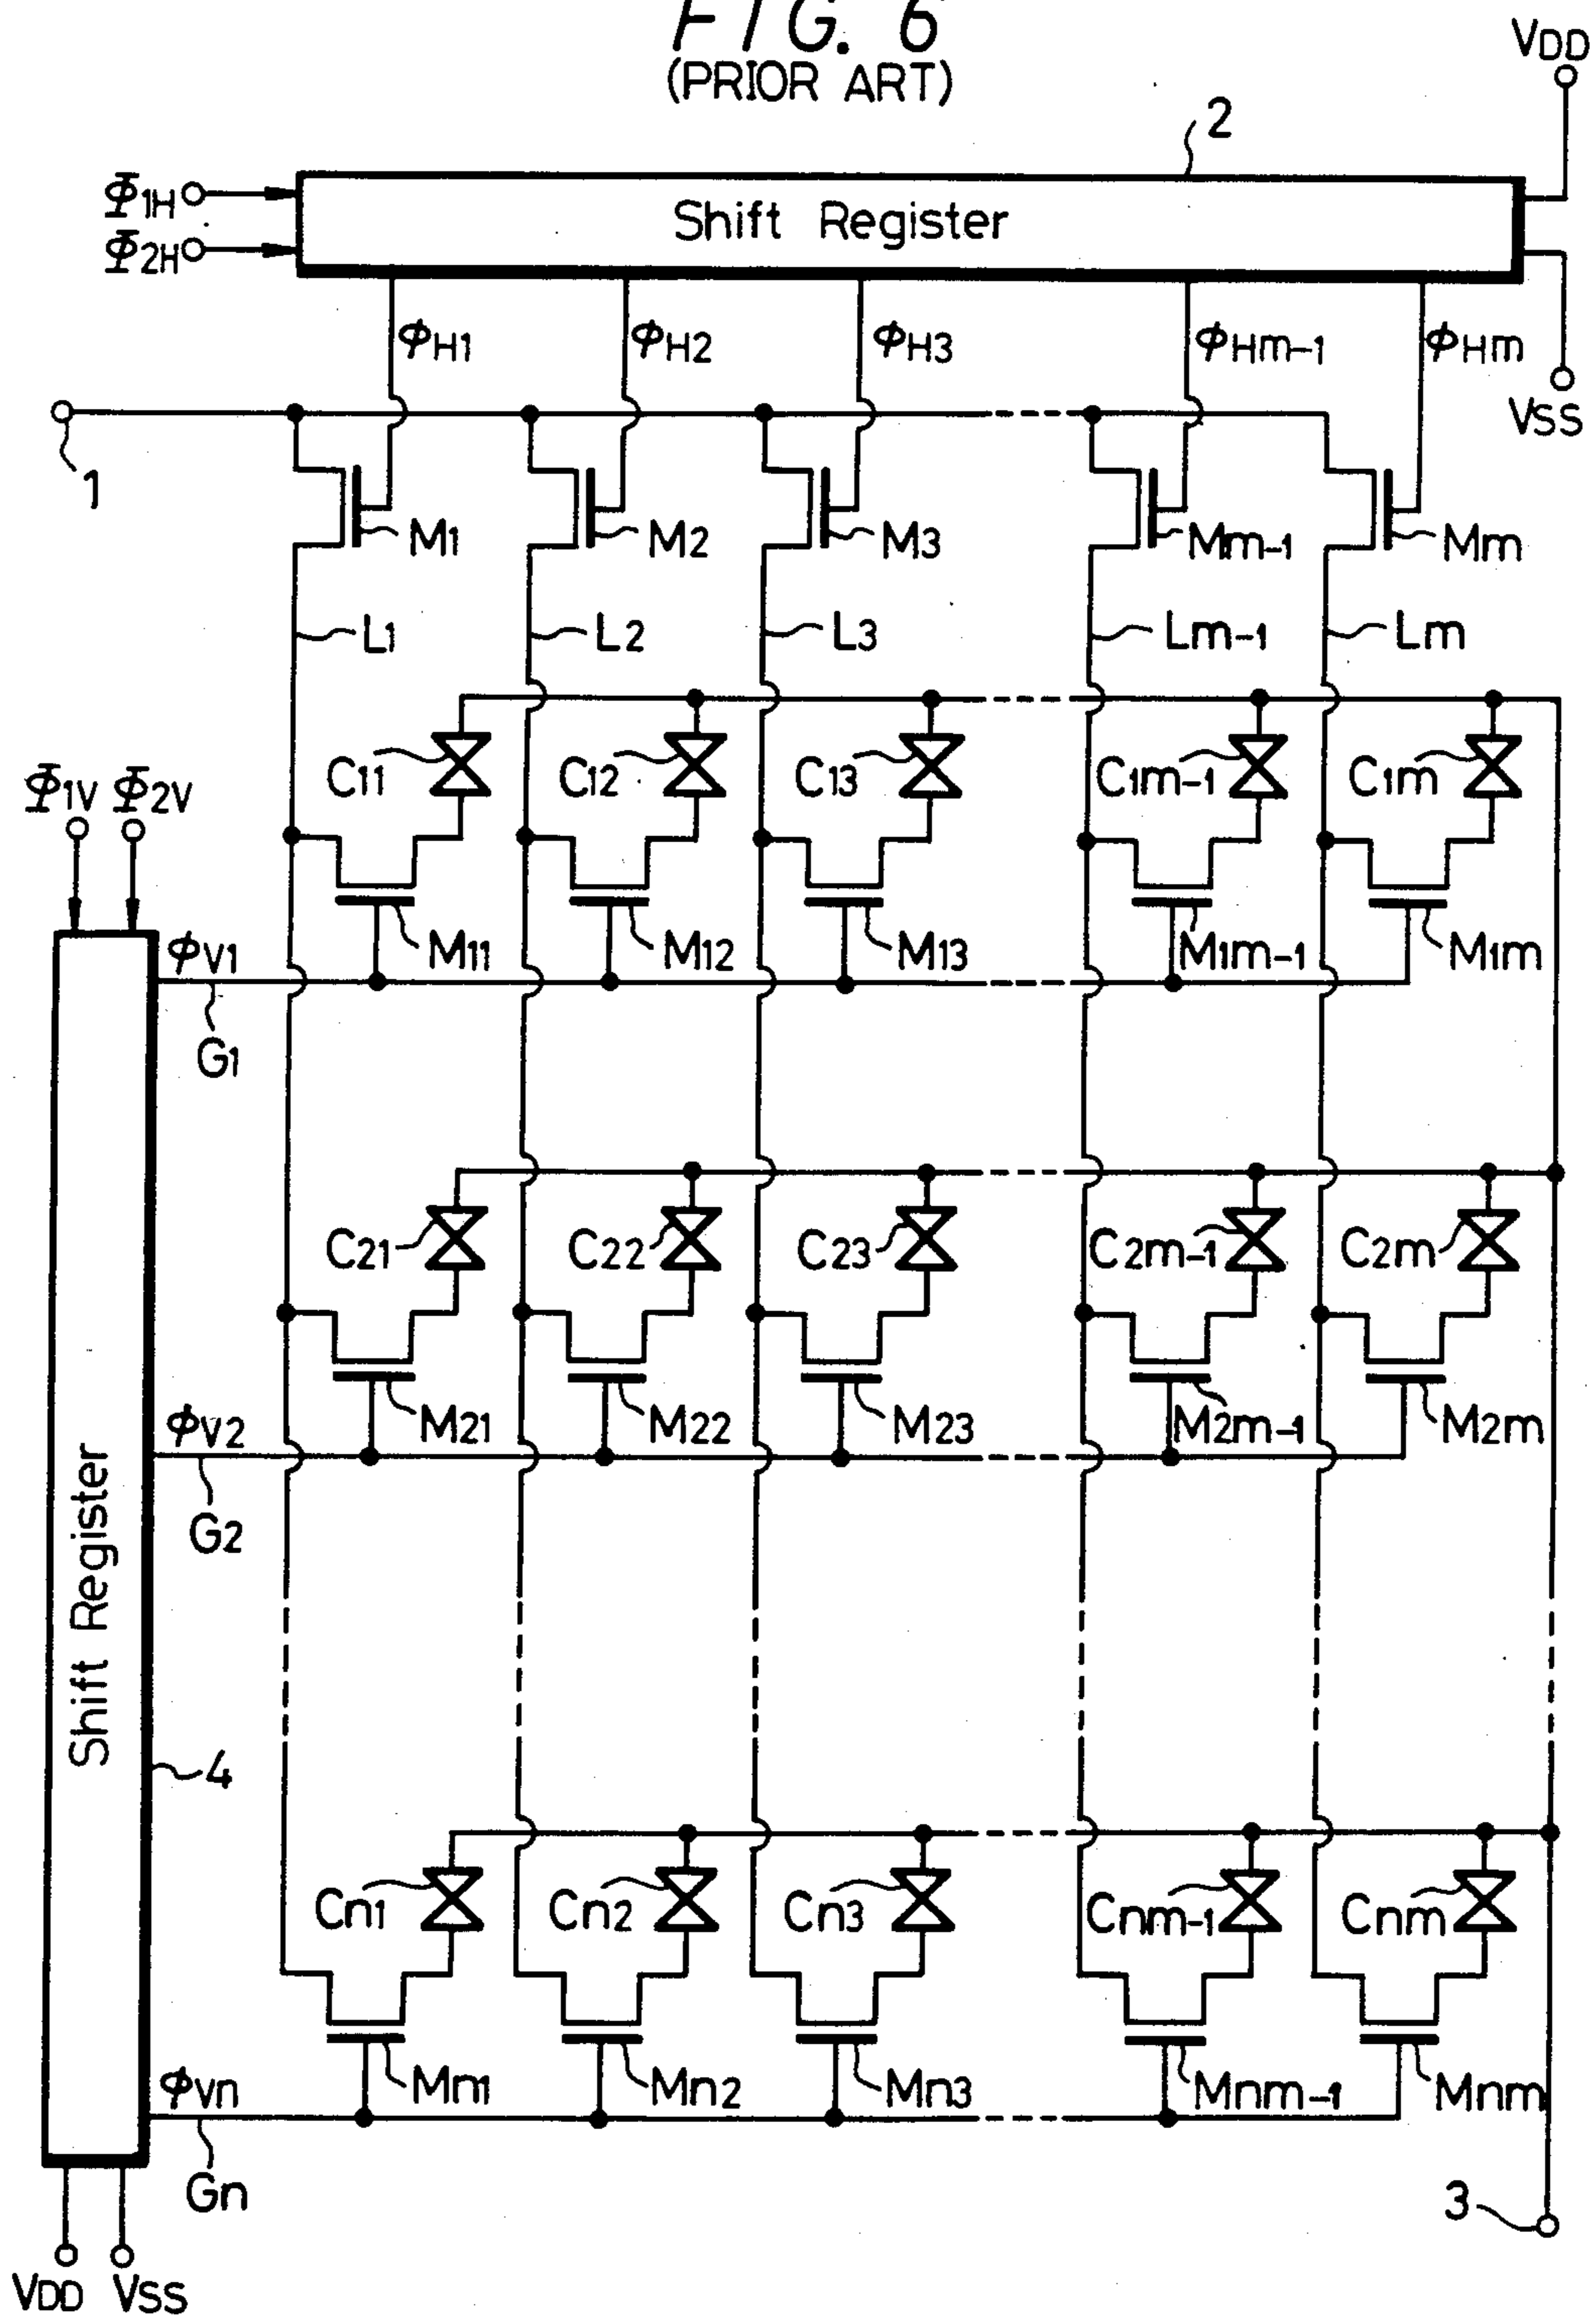 FIG. 6
(PRIOR ART)
VDD
2
Φ1H
Shift Register
Φ2H
ϕH1 ϕH2 ϕH3 ϕHm-1 ϕHm
VSS
1
M1 M2 M3 Mm-1 Mm
L1 L2 L3 Lm-1 Lm
C11 C12 C13 C1m-1 C1m
Φ1V Φ2V
M11 M12 M13 M1m-1 M1m
ϕV1
G1
C21 C22 C23 C2m-1 C2m
M21 M22 M23 M2m-1 M2m
ϕV2
G2
Shift Register
4
Cn1 Cn2 Cn3 Cnm-1 Cnm
Mn1 Mn2 Mn3 Mnm-1 Mnm
ϕVn
Gn
3
VDD VSS